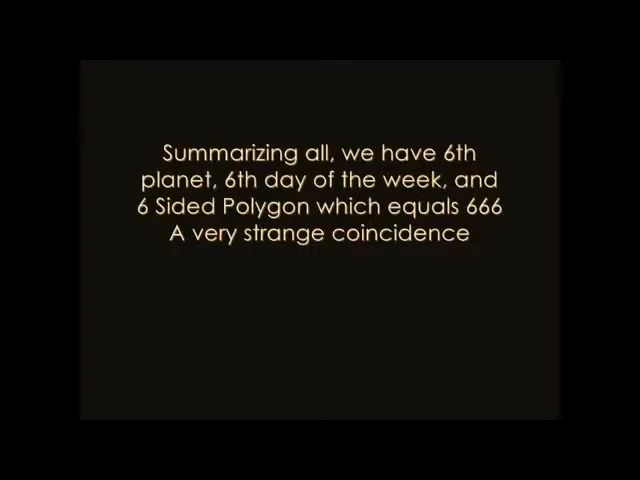 Summarizing all, we have 6th
planet, 6th day of the week, and
6 Sided Polygon which equals 666
A very strange coincidence